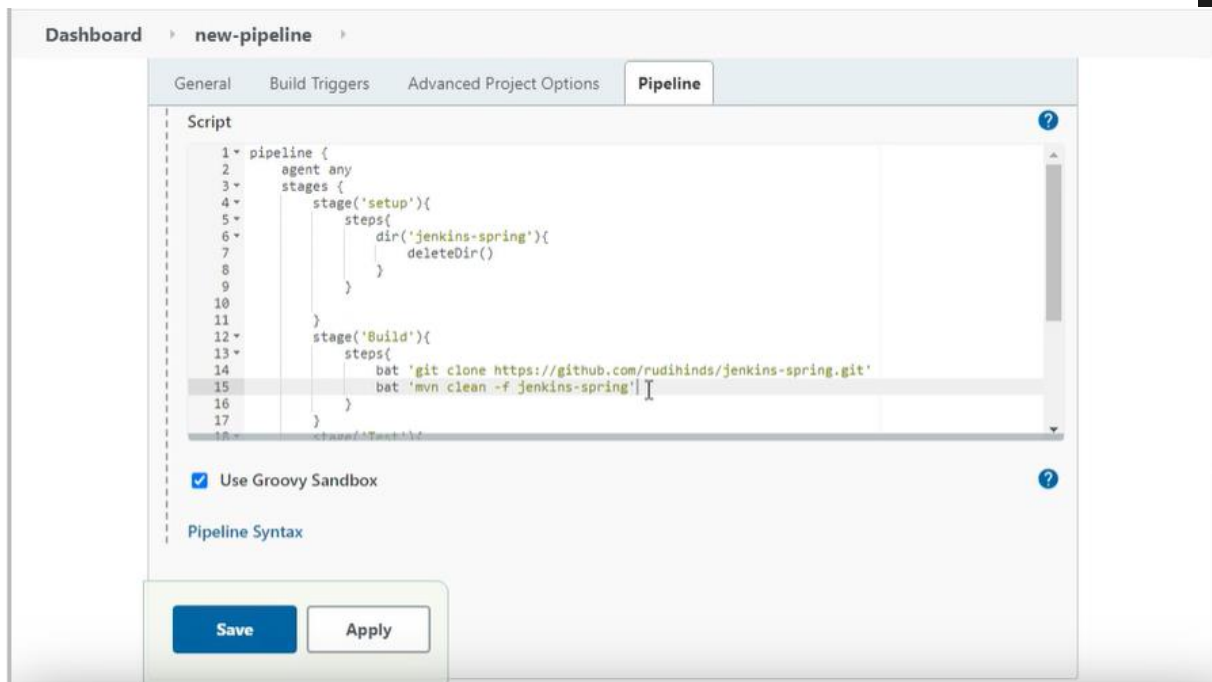 Dashboard new-pipeline
General Build Triggers Advanced Project Options Pipeline
Script
1 pipeline {
2 agent any
3 stages {
4 stage('setup'){
5 steps{
6 dir('jenkins-spring'){
7 deleteDir()
8 }
9 }
10
11 }
12 stage('Build'){
13 steps{
14 bat 'git clone https://github.com/rudihinds/jenkins-spring.git'
15 bat 'mvn clean -f jenkins-spring'
16 }
17 }
18 stage('Test'){
Use Groovy Sandbox
Pipeline Syntax
Save Apply